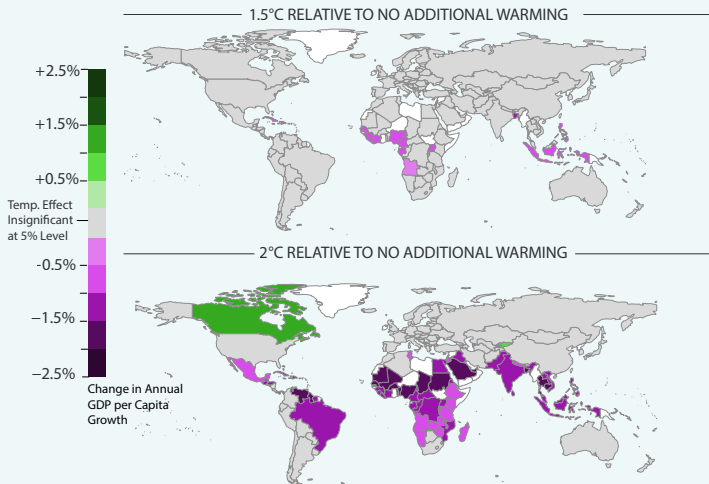 1.5°C RELATIVE TO NO ADDITIONAL WARMING
+2.5%
+1.5%
+0.5%
Temp. Effect
Insignificant
at 5% Level
-0.5%
-1.5%
-2.5%
Change in Annual
GDP per Capita
Growth
2°C RELATIVE TO NO ADDITIONAL WARMING